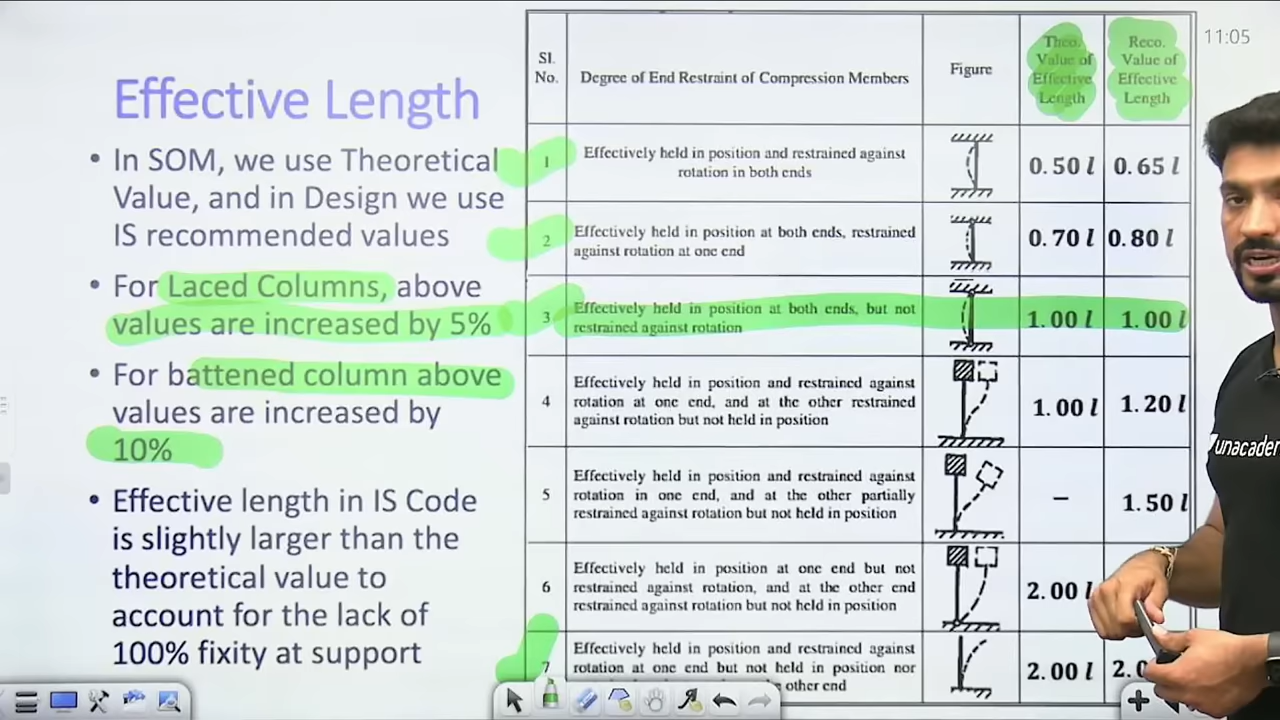 Effective Length
• In SOM, we use Theoretical
Value, and in Design we use
IS recommended values
• For Laced Columns, above
values are increased by 5%
• For battened column above
values are increased by
10%
• Effective length in IS Code
is slightly larger than the
theoretical value to
account for the lack of
100% fixity at support
Sl.
No.
Degree of End Restraint of Compression Members
Figure
Theo.
Value of
Effective
Length
Reco.
Value of
Effective
Length
1
Effectively held in position and restrained against
rotation in both ends
0.50 l
0.65 l
2
Effectively held in position at both ends, restrained
against rotation at one end
0.70 l
0.80 l
3
Effectively held in position at both ends, but not
restrained against rotation
1.00 l
1.00 l
4
Effectively held in position and restrained against
rotation at one end, and at the other restrained
against rotation but not held in position
1.00 l
1.20 l
5
Effectively held in position and restrained against
rotation in one end, and at the other partially
restrained against rotation but not held in position
–
1.50 l
6
Effectively held in position at one end but not
restrained against rotation, and at the other end
restrained against rotation but not held in position
2.00 l
7
Effectively held in position and restrained against
rotation at one end but not held in position nor
other end
2.00 l
2.0
11:05
unacade